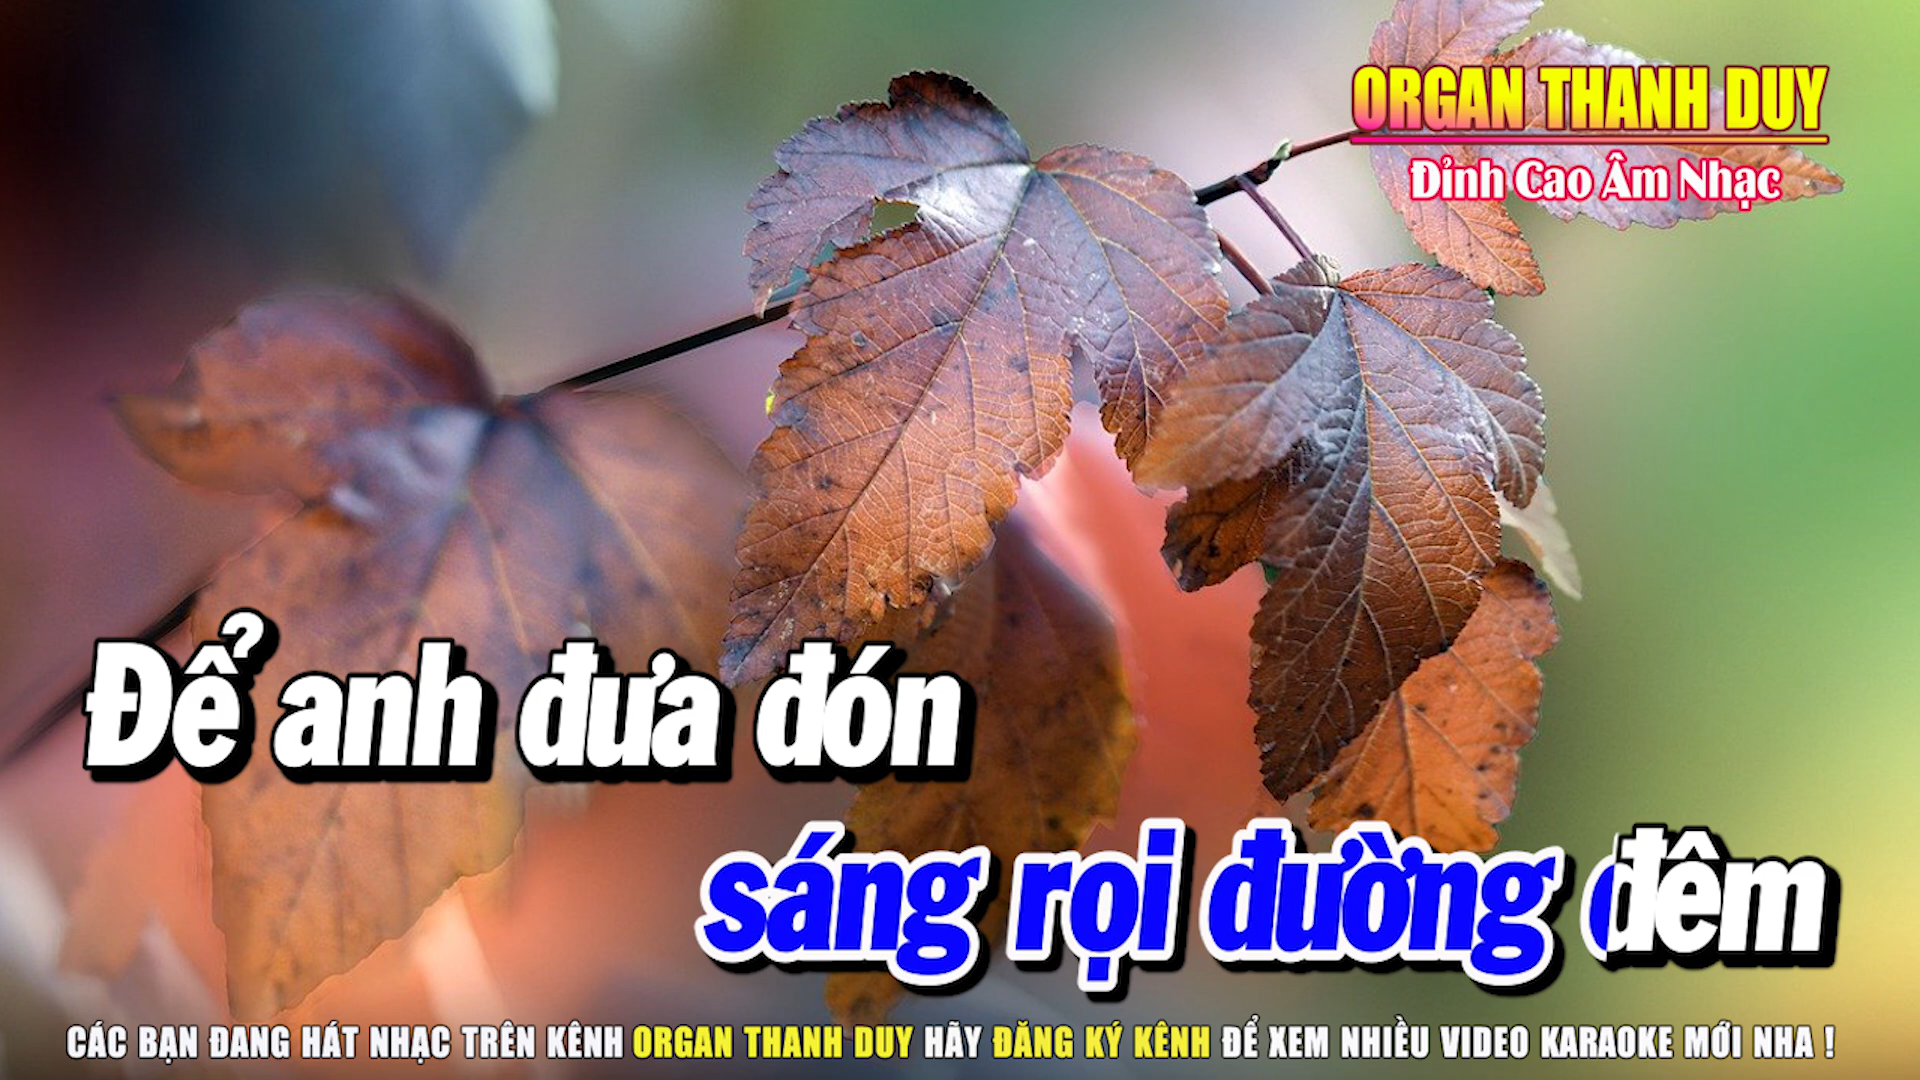 ORGAN THANH DUY
Đỉnh Cao Âm Nhạc
Để anh đưa đón
sáng rọi đường đêm
CÁC BẠN ĐANG HÁT NHẠC TRÊN KÊNH ORGAN THANH DUY HÃY ĐĂNG KÝ KÊNH ĐỂ XEM NHIỀU VIDEO KARAOKE MỚI NHA !